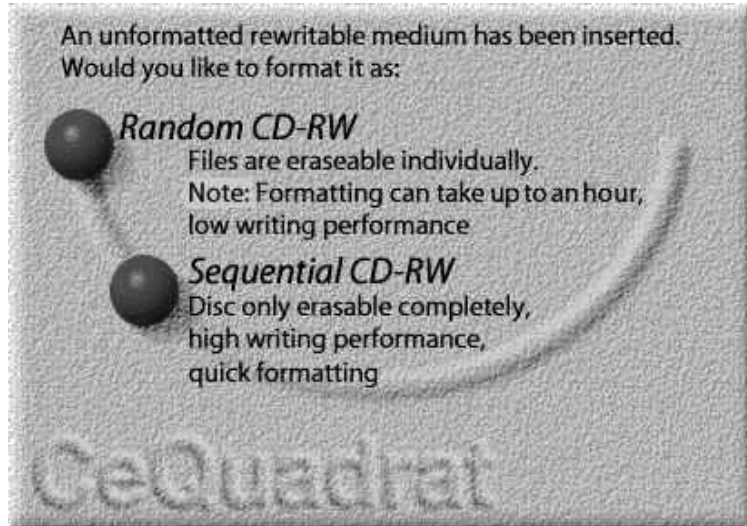 An unformatted rewritable medium has been inserted.
Would you like to format it as:
Random CD-RW
Files are eraseable individually.
Note: Formatting can take up to an hour,
low writing performance
Sequential CD-RW
Disc only erasable completely,
high writing performance,
quick formatting
CeQuadrat